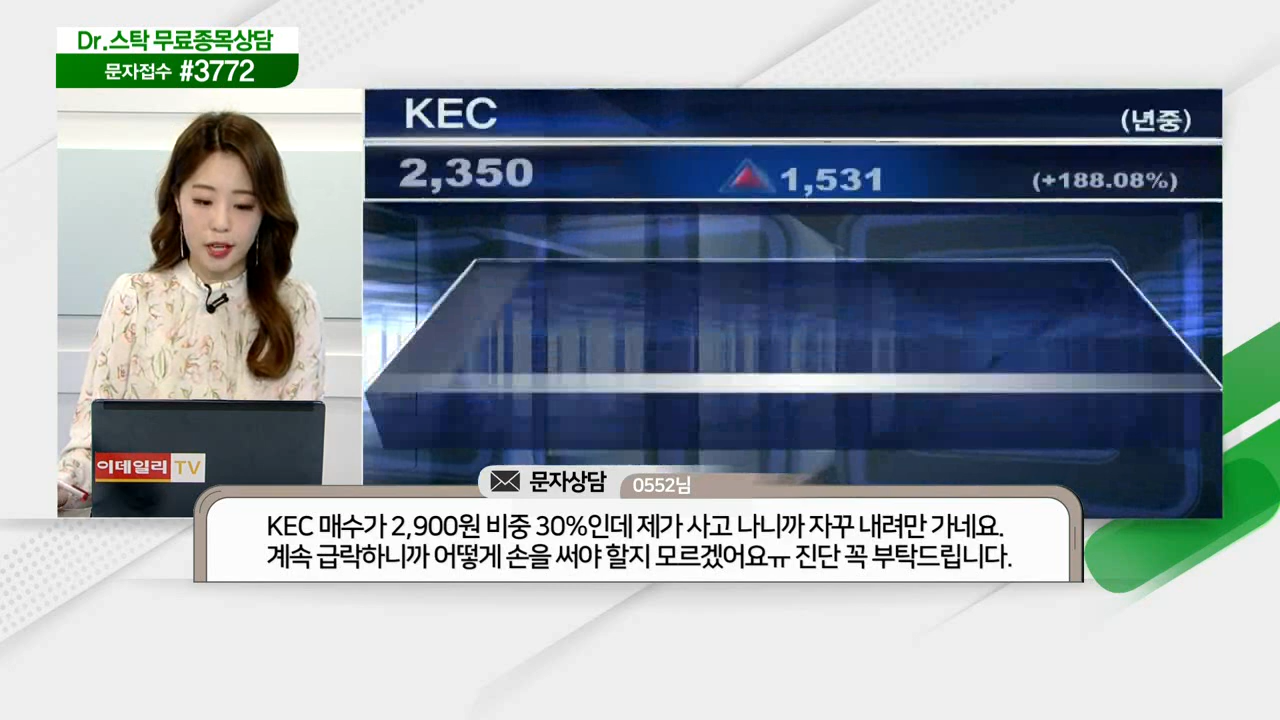 Dr.스탁 무료종목상담
문자접수 #3772
KEC
(년중)
2,350 ▲ 1,531 (+188.08%)
이데일리 TV
문자상담 0552님
KEC 매수가 2,900원 비중 30%인데 제가 사고 나니까 자꾸 내려만 가네요.
계속 급락하니까 어떻게 손을 써야 할지 모르겠어요ㅠ 진단 꼭 부탁드립니다.